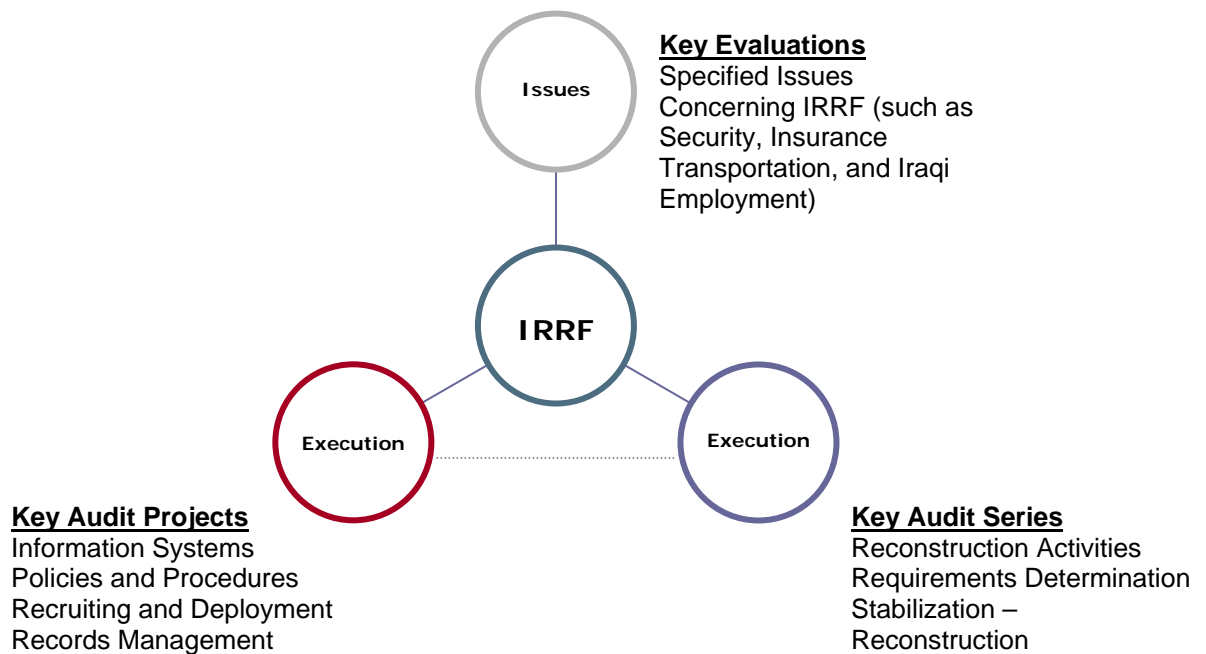 Issues
Key Evaluations
Specified Issues
Concerning IRRF (such as
Security, Insurance
Transportation, and Iraqi
Employment)
IRRF
Execution
Execution
Key Audit Projects
Information Systems
Policies and Procedures
Recruiting and Deployment
Records Management
Key Audit Series
Reconstruction Activities
Requirements Determination
Stabilization –
Reconstruction